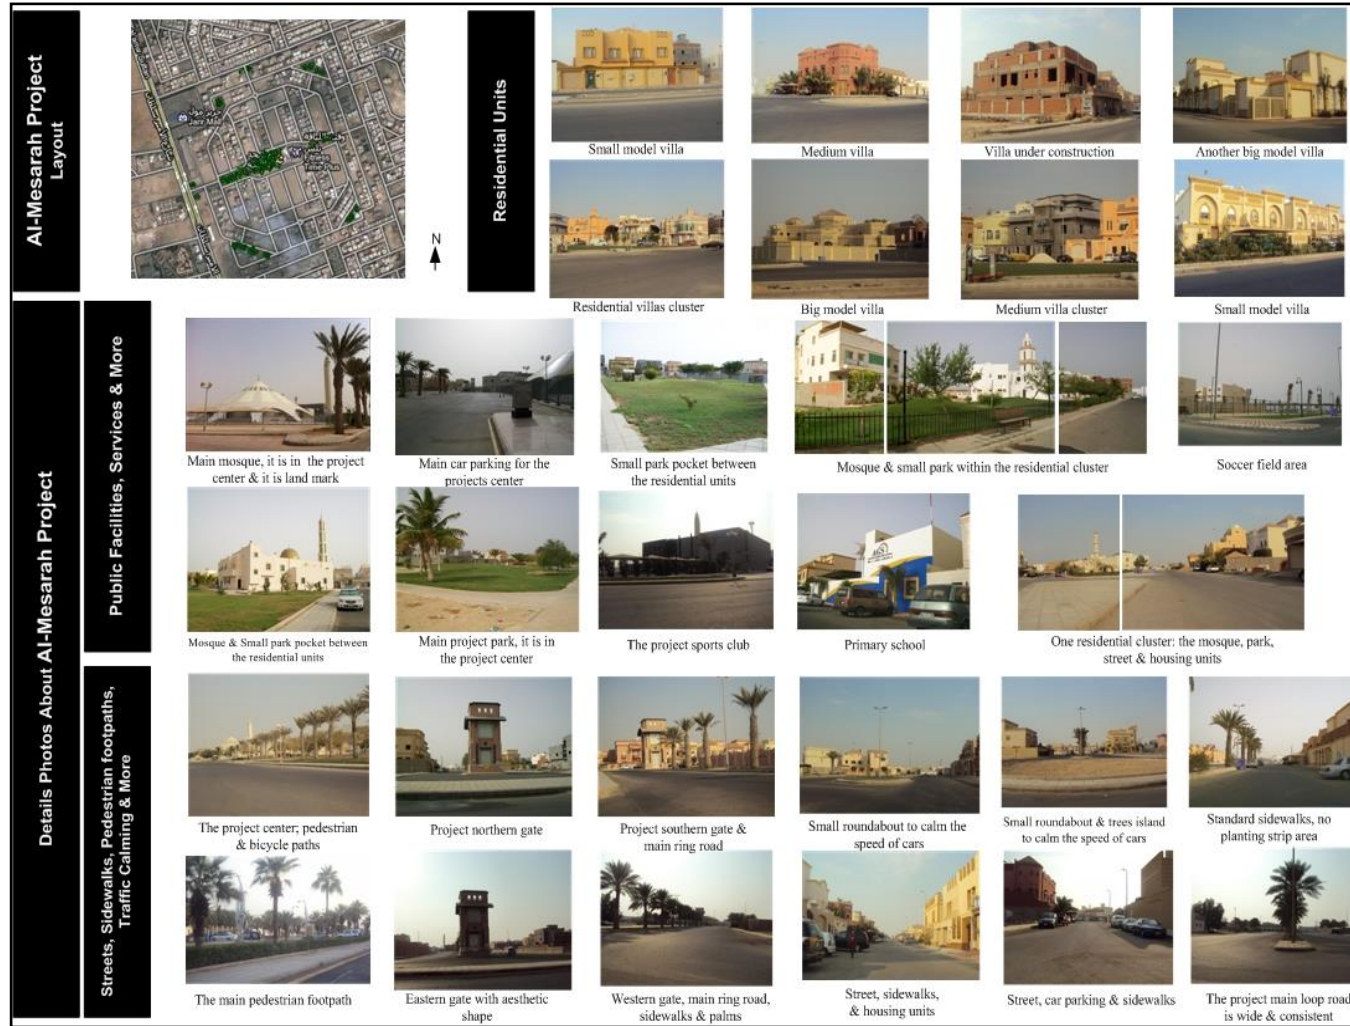 Al-Mesarah Project
Layout
حرير مول
Jarir Mall
N
Residential Units
Small model villa
Medium villa
Villa under construction
Another big model villa
Residential villas cluster
Big model villa
Medium villa cluster
Small model villa
Details Photos About Al-Mesarah Project
Public Facilities, Services & More
Main mosque, it is in the project
center & it is land mark
Main car parking for the
projects center
Small park pocket between
the residential units
Mosque & small park within the residential cluster
Soccer field area
Mosque & Small park pocket between
the residential units
Main project park, it is in
the project center
The project sports club
Primary school
One residential cluster: the mosque, park,
street & housing units
Streets, Sidewalks, Pedestrian footpaths,
Traffic Calming & More
The project center; pedestrian
& bicycle paths
Project northern gate
Project southern gate &
main ring road
Small roundabout to calm the
speed of cars
Small roundabout & trees island
to calm the speed of cars
Standard sidewalks, no
planting strip area
The main pedestrian footpath
Eastern gate with aesthetic
shape
Western gate, main ring road,
sidewalks & palms
Street, sidewalks,
& housing units
Street, car parking & sidewalks
The project main loop road
is wide & consistent